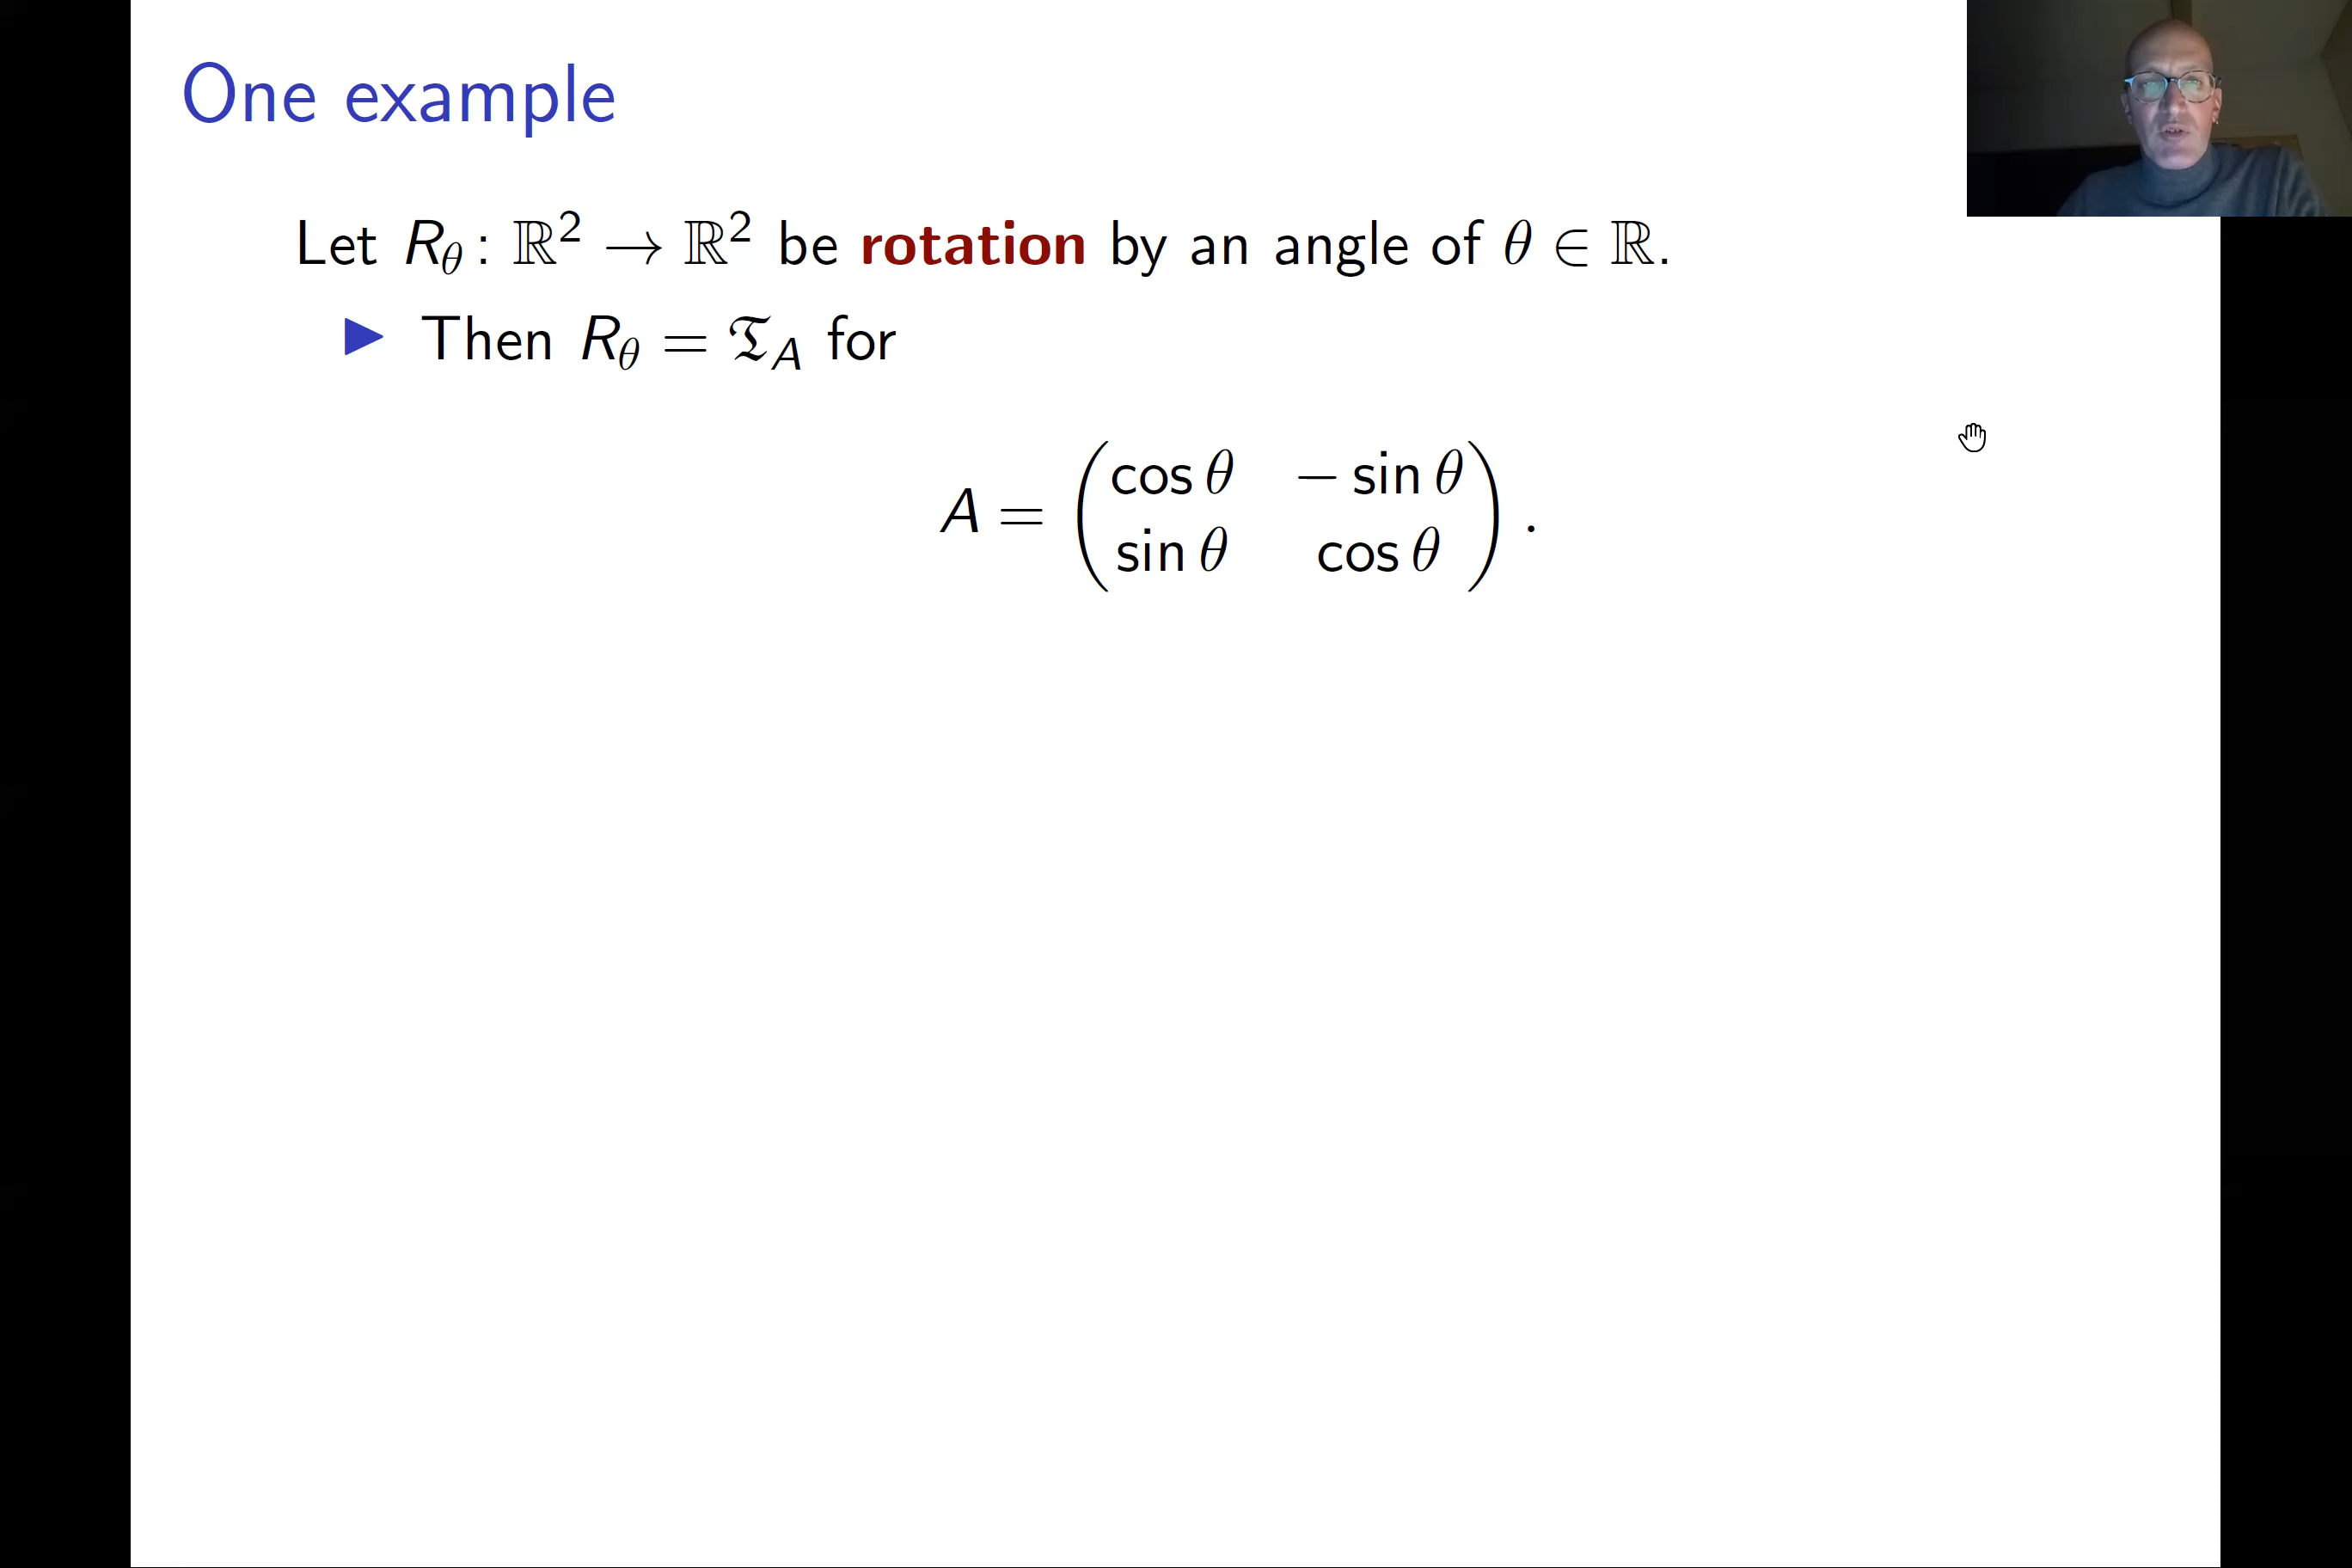 One example
Let R_θ : ℝ² → ℝ² be rotation by an angle of θ ∈ ℝ.
▶ Then R_θ = 𝔗_A for
A = ( cos θ  − sin θ
sin θ  cos θ ) .